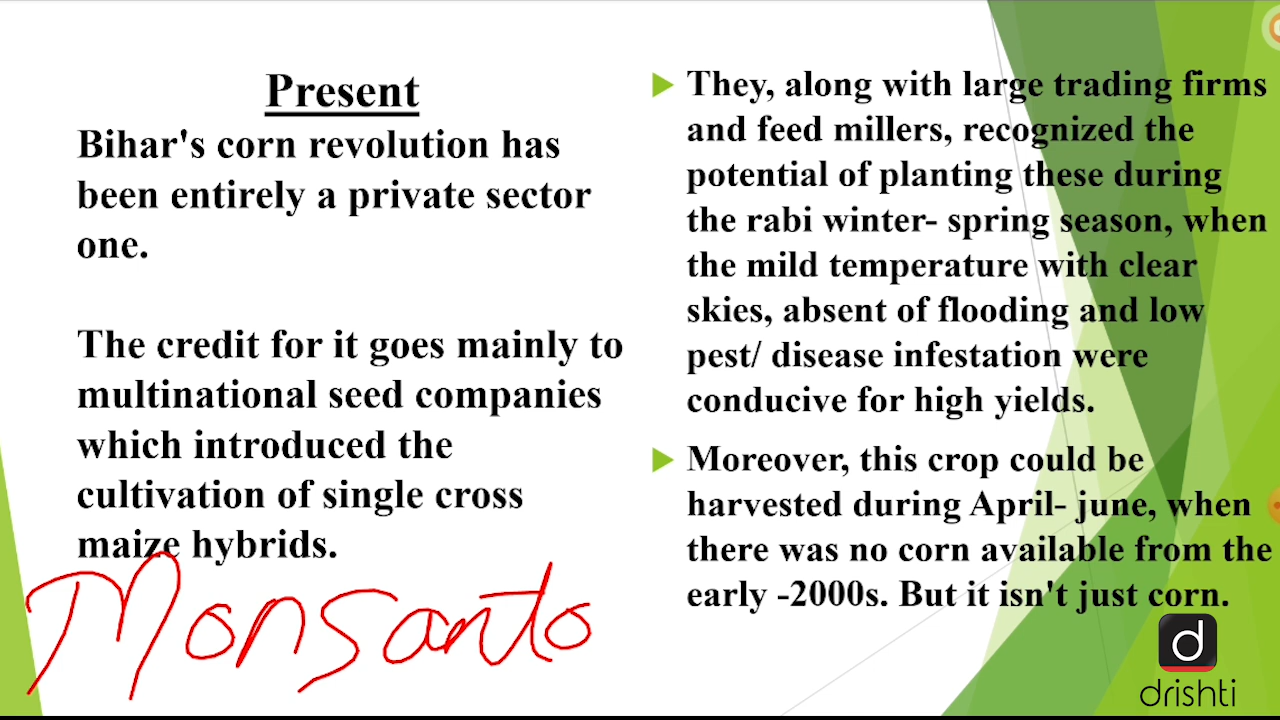 Present
Bihar's corn revolution has
been entirely a private sector
one.
The credit for it goes mainly to
multinational seed companies
which introduced the
cultivation of single cross
maize hybrids.
Monsanto
They, along with large trading firms
and feed millers, recognized the
potential of planting these during
the rabi winter- spring season, when
the mild temperature with clear
skies, absent of flooding and low
pest/ disease infestation were
conducive for high yields.
Moreover, this crop could be
harvested during April- june, when
there was no corn available from the
early -2000s. But it isn't just corn.
d
drishti